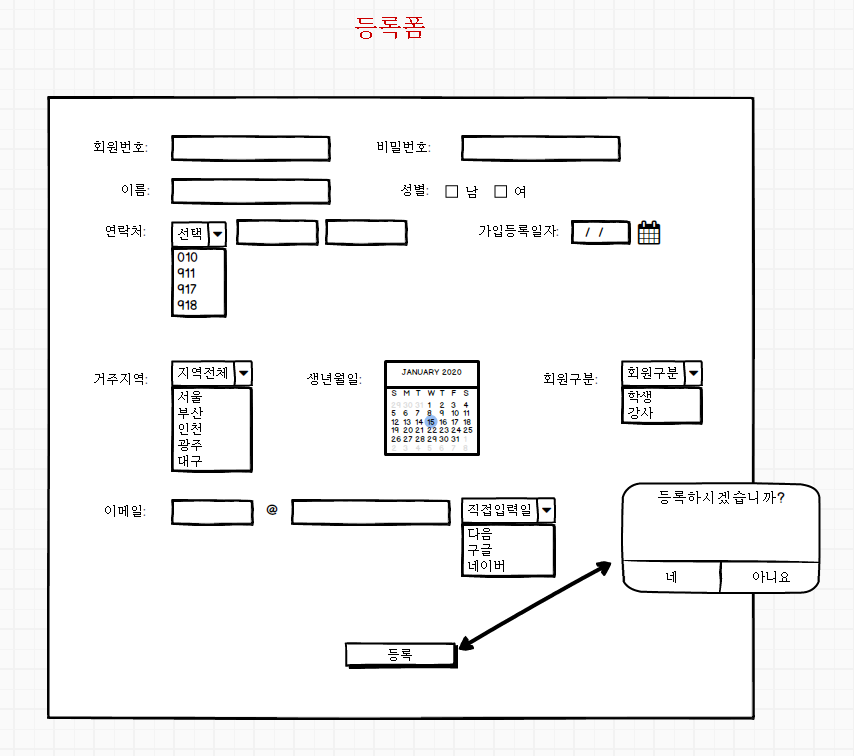 등록폼
회원번호: 비밀번호:
이름: 성별: 남 여
연락처: 선택 가입등록일자: / /
010
911
917
918
거주지역: 지역전체 생년월일: 회원구분: 회원구분
서울
부산
인천
광주
대구
JANUARY 2020
S M T W T F S
29 30 31 1 2 3 4
5 6 7 8 9 10 11
12 13 14 15 16 17 18
19 20 21 22 23 24 25
26 27 28 29 30 31 1
2 3 4 5 6 7 8
학생
강사
이메일: @ 직접입력일
다음
구글
네이버
등록하시겠습니까?
네 아니요
등록